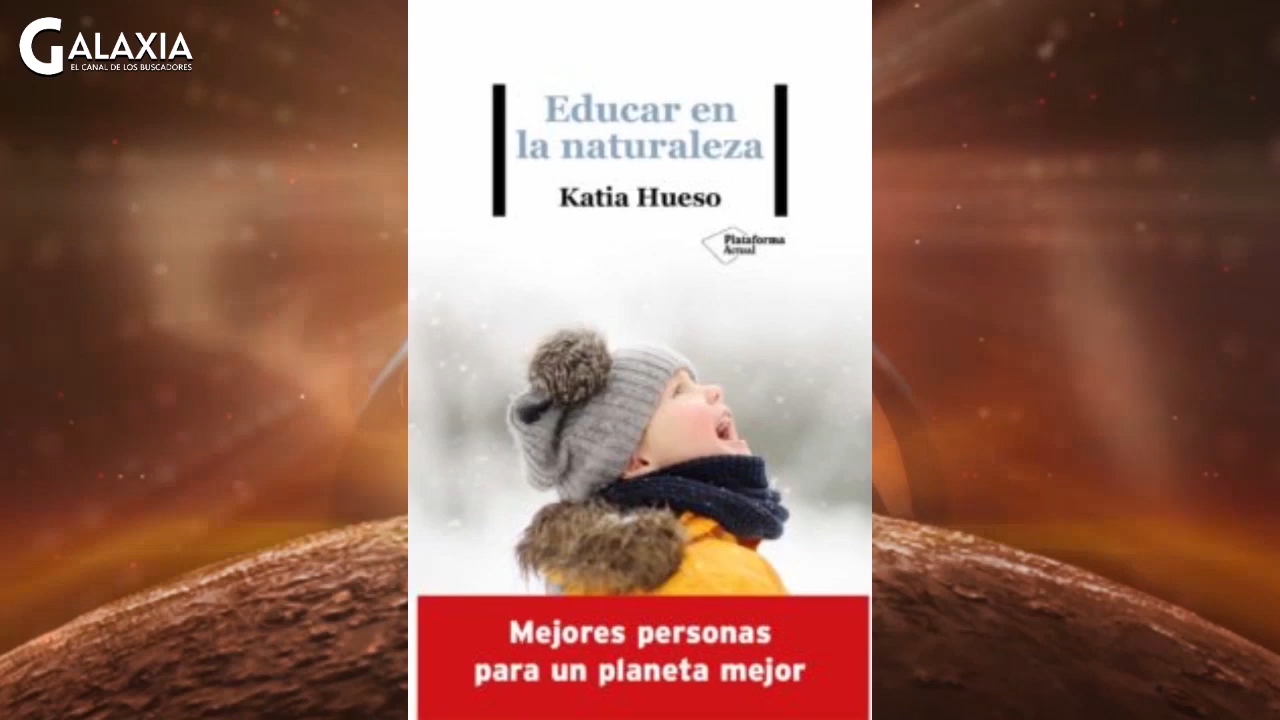 GALAXIA
EL CANAL DE LOS BUSCADORES
Educar en
la naturaleza
Katia Hueso
Plataforma
Actual
Mejores personas
para un planeta mejor